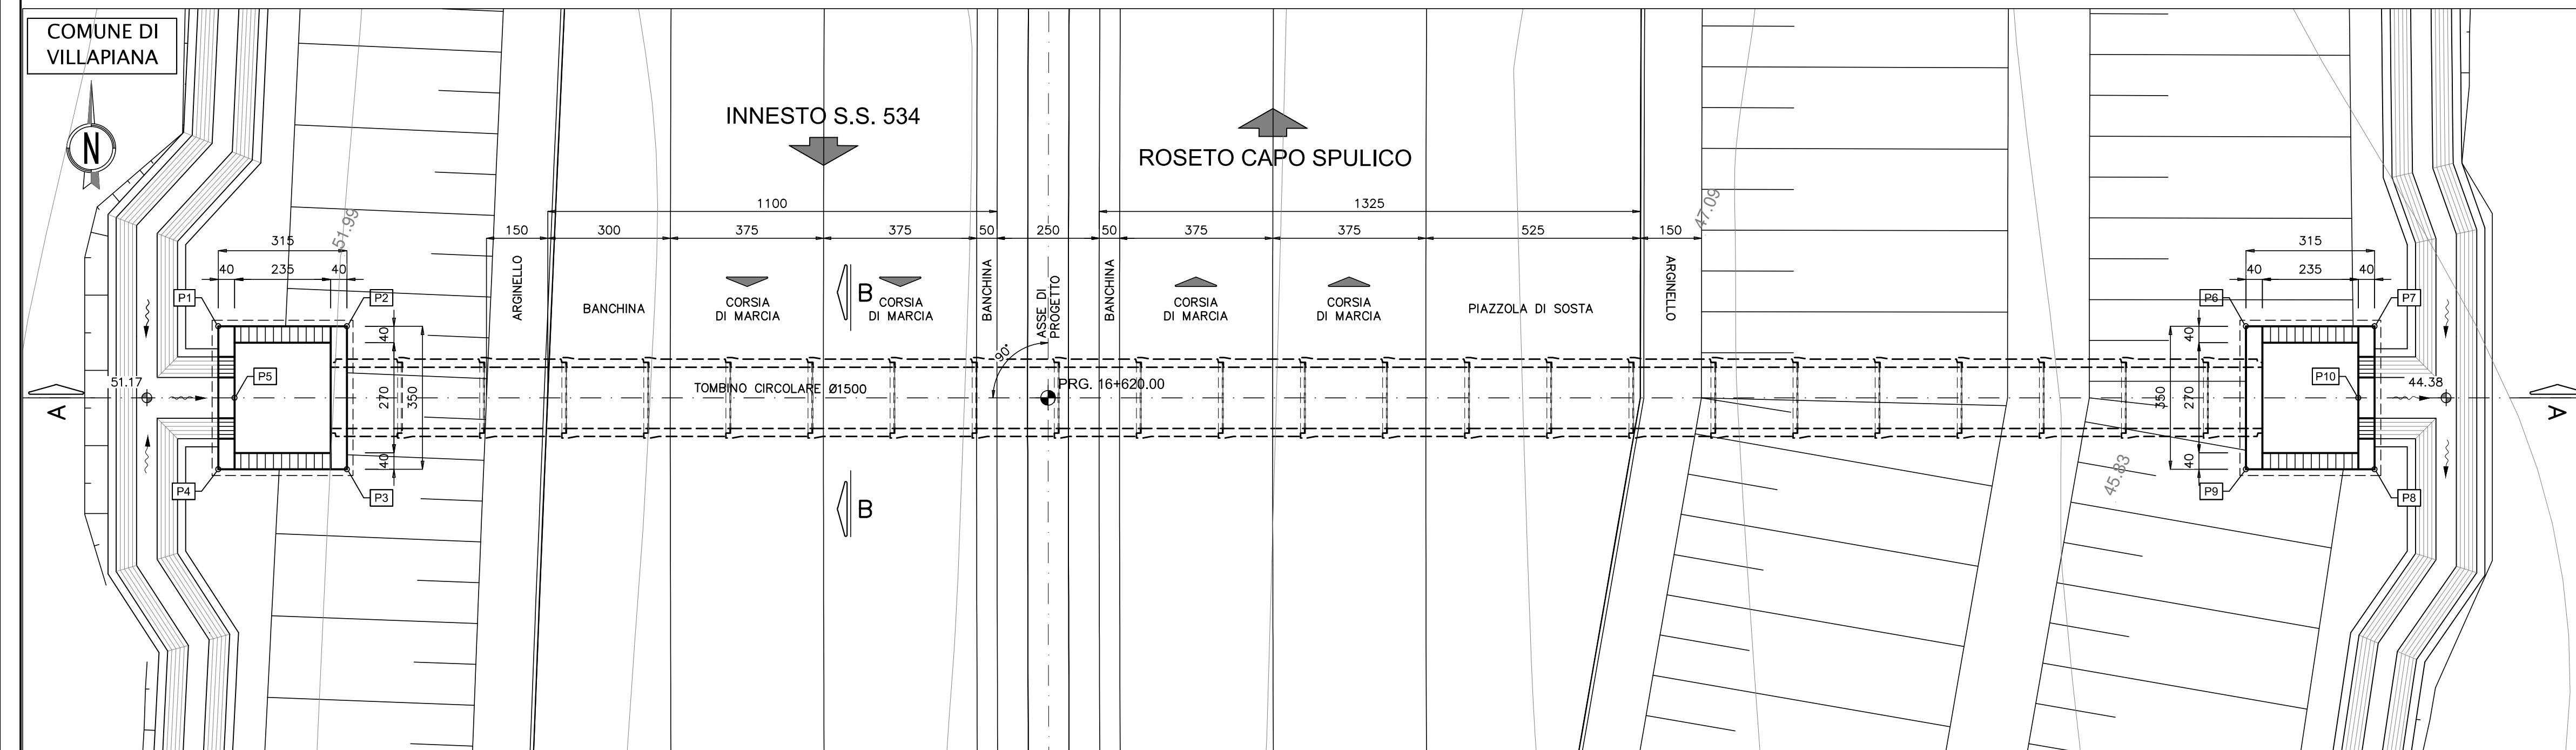 COMUNE DI
VILLAPIANA
N
INNESTO S.S. 534
ROSETO CAPO SPULICO
1100
1325
150
300
375
375
50
250
50
375
375
525
150
51.99
47.09
45.83
315
40
235
40
315
40
235
40
ARGINELLO
BANCHINA
CORSIA
DI MARCIA
B
CORSIA
DI MARCIA
BANCHINA
ASSE DI
PROGETTO
BANCHINA
CORSIA
DI MARCIA
CORSIA
DI MARCIA
PIAZZOLA DI SOSTA
ARGINELLO
P1
P2
P6
P7
40
270
350
40
40
350
270
40
90°
51.17
P5
TOMBINO CIRCOLARE Ø1500
PRG. 16+620.00
P10
44.38
A
A
P4
P3
B
P9
P8